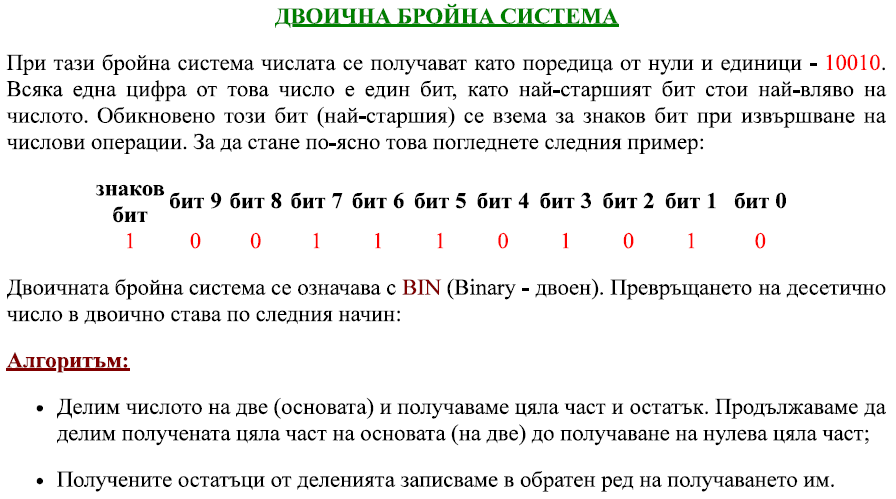 ДВОИЧНА БРОЙНА СИСТЕМА
При тази бройна система числата се получават като поредица от нули и единици - 10010.
Всяка една цифра от това число е един бит, като най-старшият бит стои най-вляво на
числото. Обикновено този бит (най-старшия) се взема за знаков бит при извършване на
числови операции. За да стане по-ясно това погледнете следния пример:
знаков бит бит 9 бит 8 бит 7 бит 6 бит 5 бит 4 бит 3 бит 2 бит 1 бит 0
1 0 0 1 1 1 0 1 0 1 0
Двоичната бройна система се означава с BIN (Binary - двоен). Превръщането на десетично
число в двоично става по следния начин:
Алгоритъм:
• Делим числото на две (основата) и получаваме цяла част и остатък. Продължаваме да
делим получената цяла част на основата (на две) до получаване на нулева цяла част;
• Получените остатъци от деленията записваме в обратен ред на получаването им.